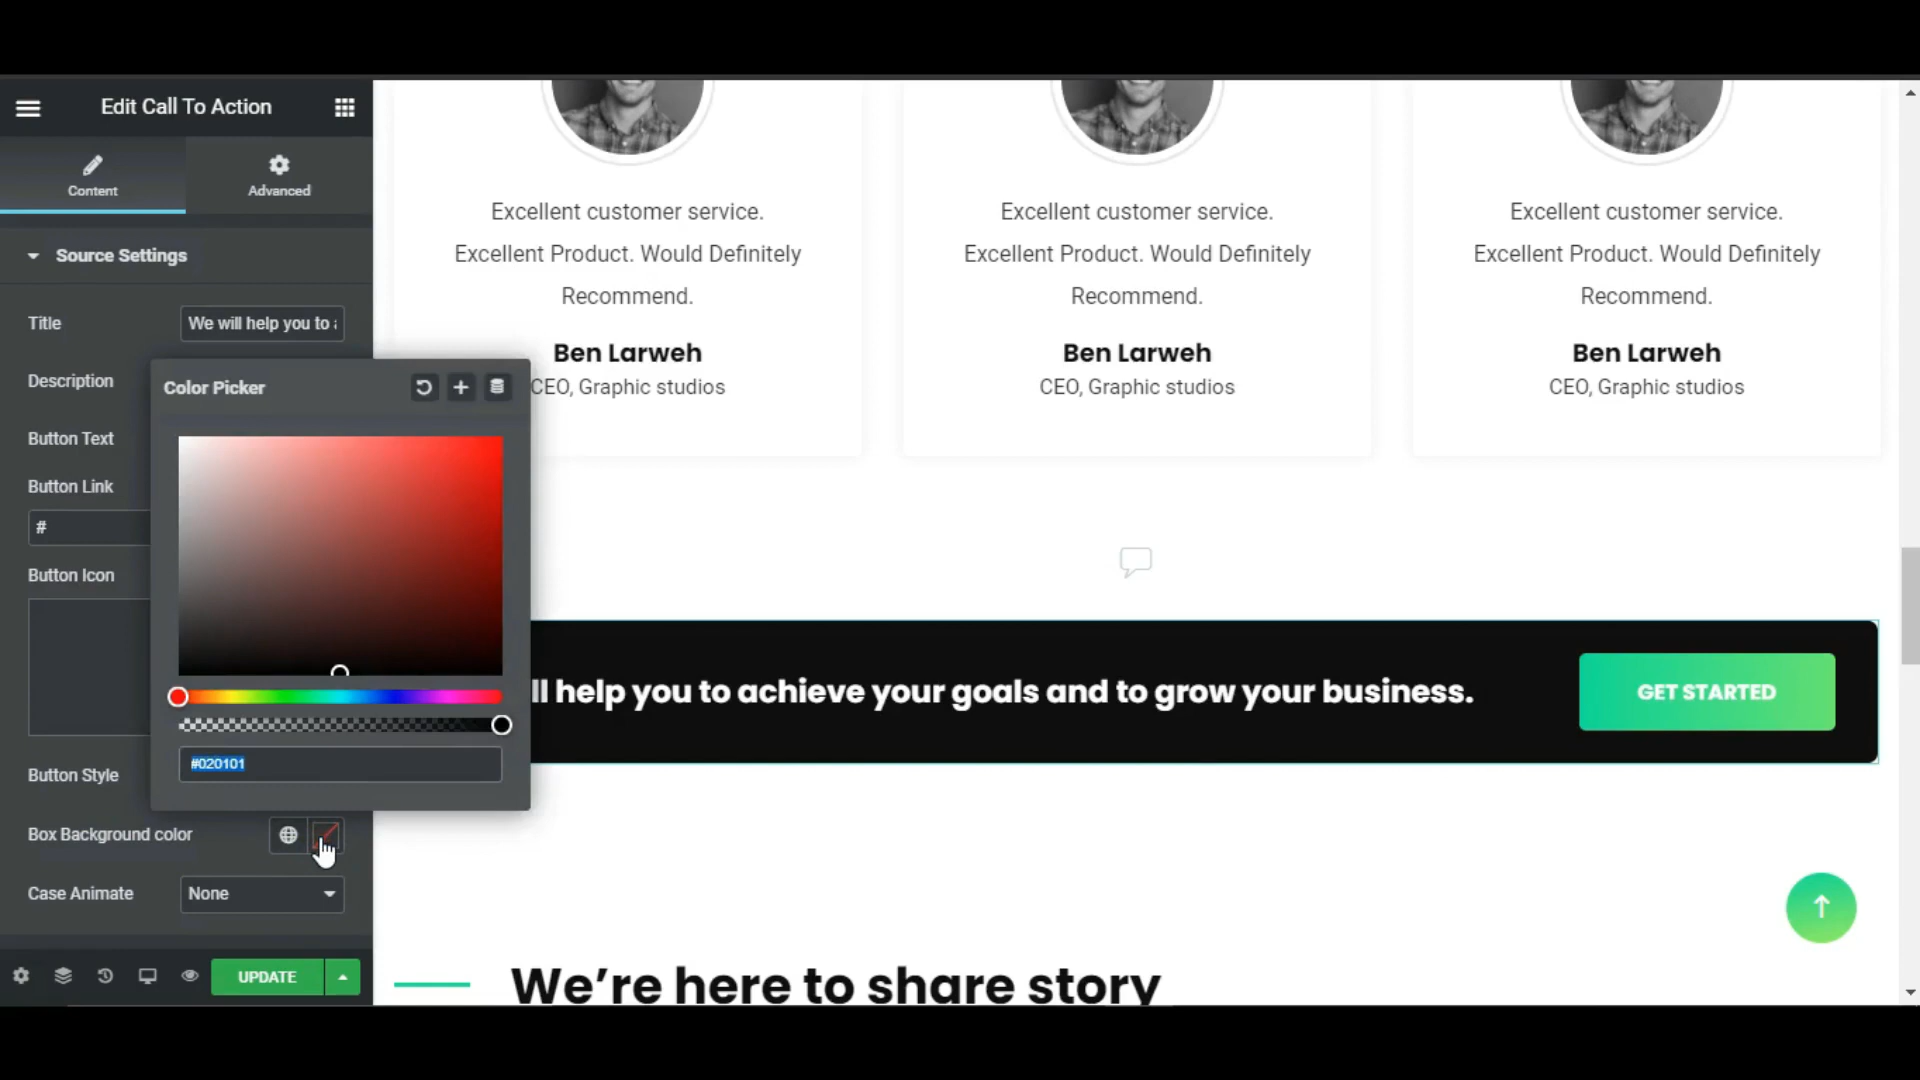 Edit Call To Action
Content
Advanced
Source Settings
Title
We will help you to
Description
Button Text
Button Link
#
Button Icon
Button Style
Box Background color
Case Animate
None
UPDATE
Color Picker
#020101
Excellent customer service.
Excellent Product. Would Definitely
Recommend.
Ben Larweh
CEO, Graphic studios
Excellent customer service.
Excellent Product. Would Definitely
Recommend.
Ben Larweh
CEO, Graphic studios
Excellent customer service.
Excellent Product. Would Definitely
Recommend.
Ben Larweh
CEO, Graphic studios
ll help you to achieve your goals and to grow your business.
GET STARTED
We’re here to share story